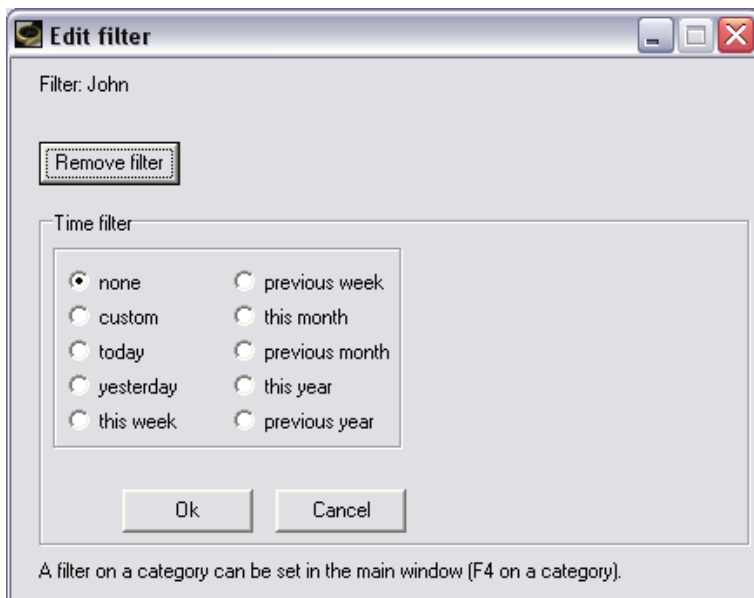 Edit filter
Filter: John
Remove filter
Time filter
none
previous week
custom
this month
today
previous month
yesterday
this year
this week
previous year
Ok
Cancel
A filter on a category can be set in the main window (F4 on a category).